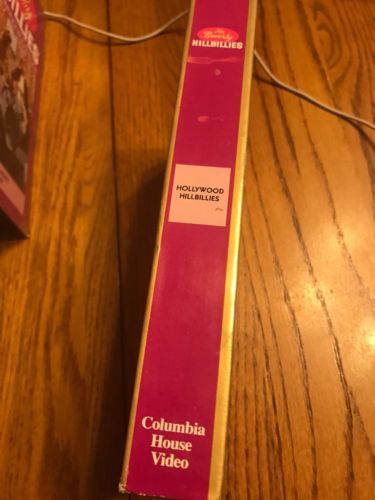 The Beverly
HILLBILLIES
HOLLYWOOD
HILLBILLIES
Columbia
House
Video